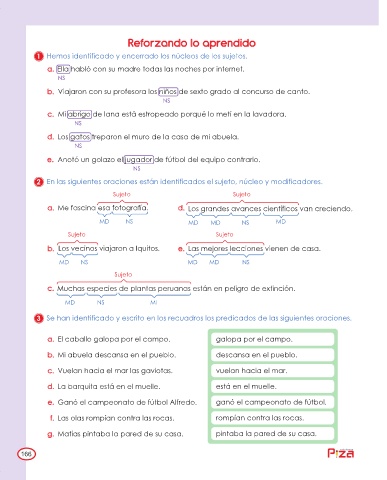 Reforzando lo aprendido
1 Hemos identificado y encerrado los núcleos de los sujetos.
a. Ella habló con su madre todas las noches por internet.
NS
b. Viajaron con su profesora los niños de sexto grado al concurso de canto.
NS
c. Mi abrigo de lana está estropeado porqué lo metí en la lavadora.
NS
d. Los gatos treparon el muro de la casa de mi abuela.
NS
e. Anotó un golazo el jugador de fútbol del equipo contrario.
NS
2 En las siguientes oraciones están identificados el sujeto, núcleo y modificadores.
Sujeto Sujeto
a. Me fascina esa fotografía. d. Los grandes avances científicos van creciendo.
MD NS MD MD NS MD
Sujeto Sujeto
b. Los vecinos viajaron a Iquitos. e. Las mejores lecciones vienen de casa.
MD NS MD MD NS
Sujeto
c. Muchas especies de plantas peruanas están en peligro de extinción.
MD NS MI
3 Se han identificado y escrito en los recuadros los predicados de las siguientes oraciones.
a. El caballo galopa por el campo. galopa por el campo.
b. Mi abuela descansa en el pueblo. descansa en el pueblo.
c. Vuelan hacia el mar las gaviotas. vuelan hacia el mar.
d. La barquita está en el muelle. está en el muelle.
e. Ganó el campeonato de fútbol Alfredo. ganó el campeonato de fútbol.
f. Las olas rompían contra las rocas. rompían contra las rocas.
g. Matías pintaba la pared de su casa. pintaba la pared de su casa.
166 Piza